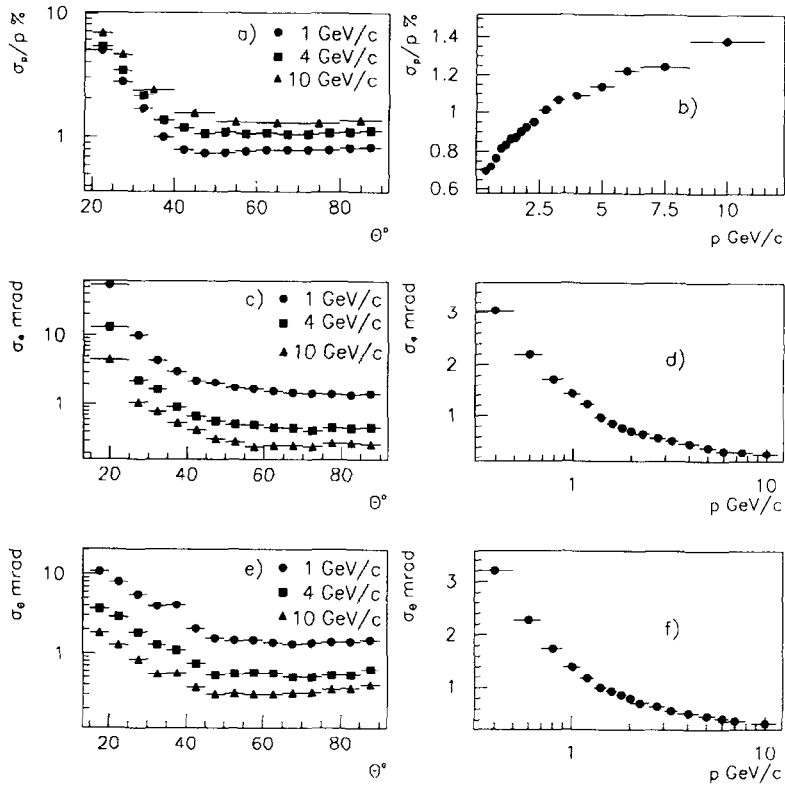 σp/p %
10
1
a)
1 GeV/c
4 GeV/c
10 GeV/c
20 40 60 80
Θ°
σp/p %
1.4
1.2
1
0.8
0.6
b)
2.5 5 7.5 10
p GeV/c
σφ mrad
10
1
c)
1 GeV/c
4 GeV/c
10 GeV/c
20 40 60 80
Θ°
3
2
1
d)
1 10
p GeV/c
σθ mrad
10
1
e)
1 GeV/c
4 GeV/c
10 GeV/c
20 40 60 80
Θ°
σθ mrad
3
2
1
f)
1 10
p GeV/c